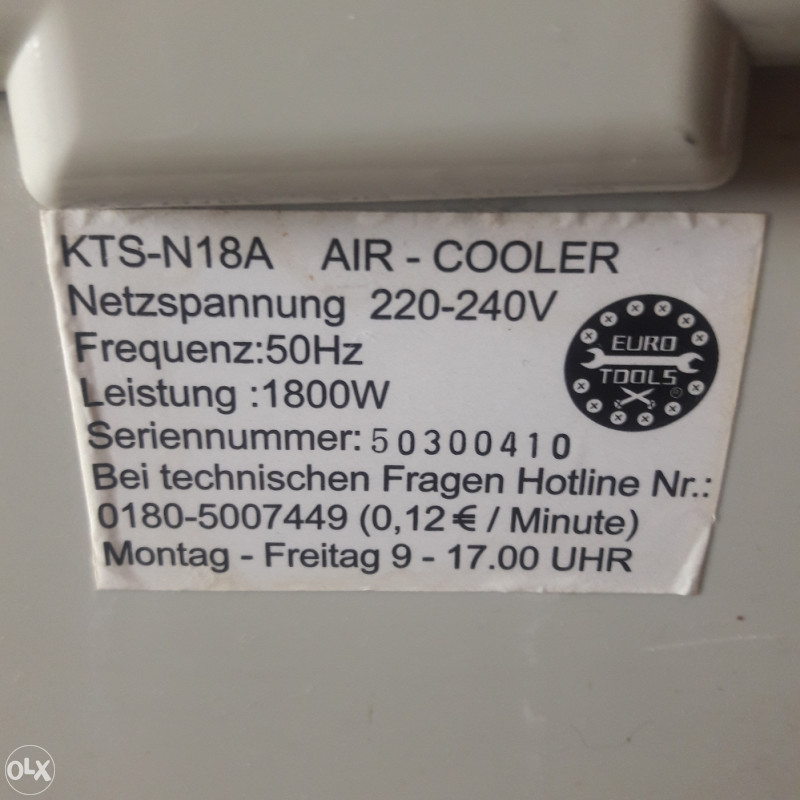 KTS-N18A AIR - COOLER
Netzspannung 220-240V
Frequenz:50Hz
Leistung :1800W
Seriennummer: 50300410
Bei technischen Fragen Hotline Nr.:
0180-5007449 (0,12 € / Minute)
Montag - Freitag 9 - 17.00 UHR
EURO
TOOLS
®
OLX